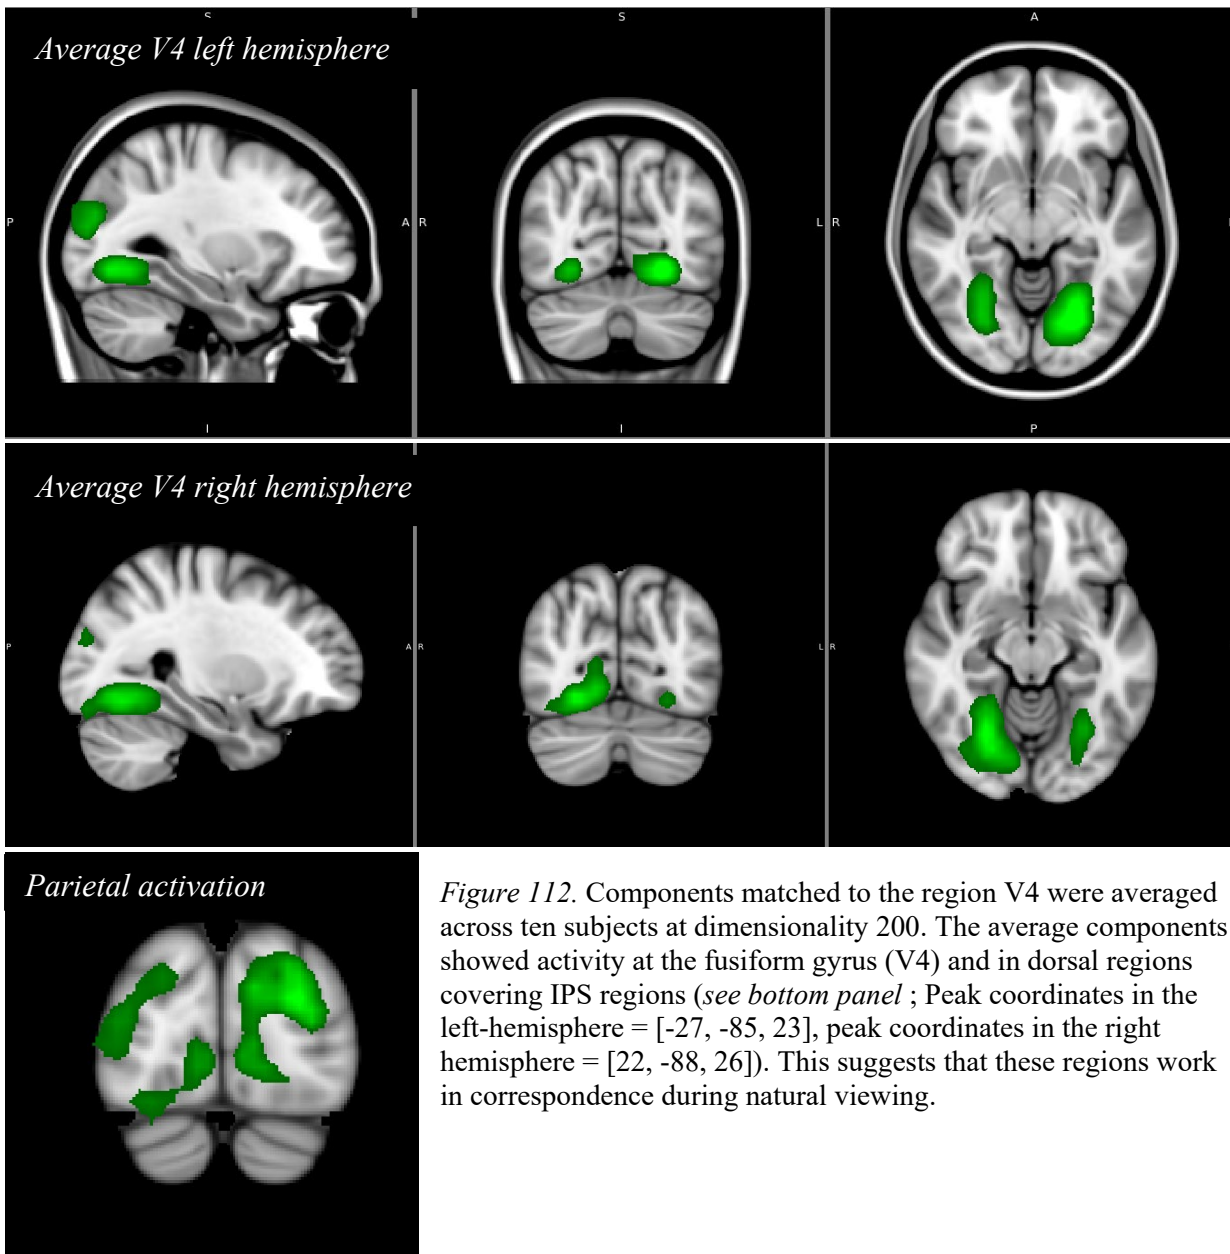 S
S
A
Average V4 left hemisphere
P
A
R
L
R
I
I
P
Average V4 right hemisphere
P
A
R
L
R
Parietal activation
Figure 112. Components matched to the region V4 were averaged
across ten subjects at dimensionality 200. The average components
showed activity at the fusiform gyrus (V4) and in dorsal regions
covering IPS regions (see bottom panel ; Peak coordinates in the
left-hemisphere = [-27, -85, 23], peak coordinates in the right
hemisphere = [22, -88, 26]). This suggests that these regions work
in correspondence during natural viewing.